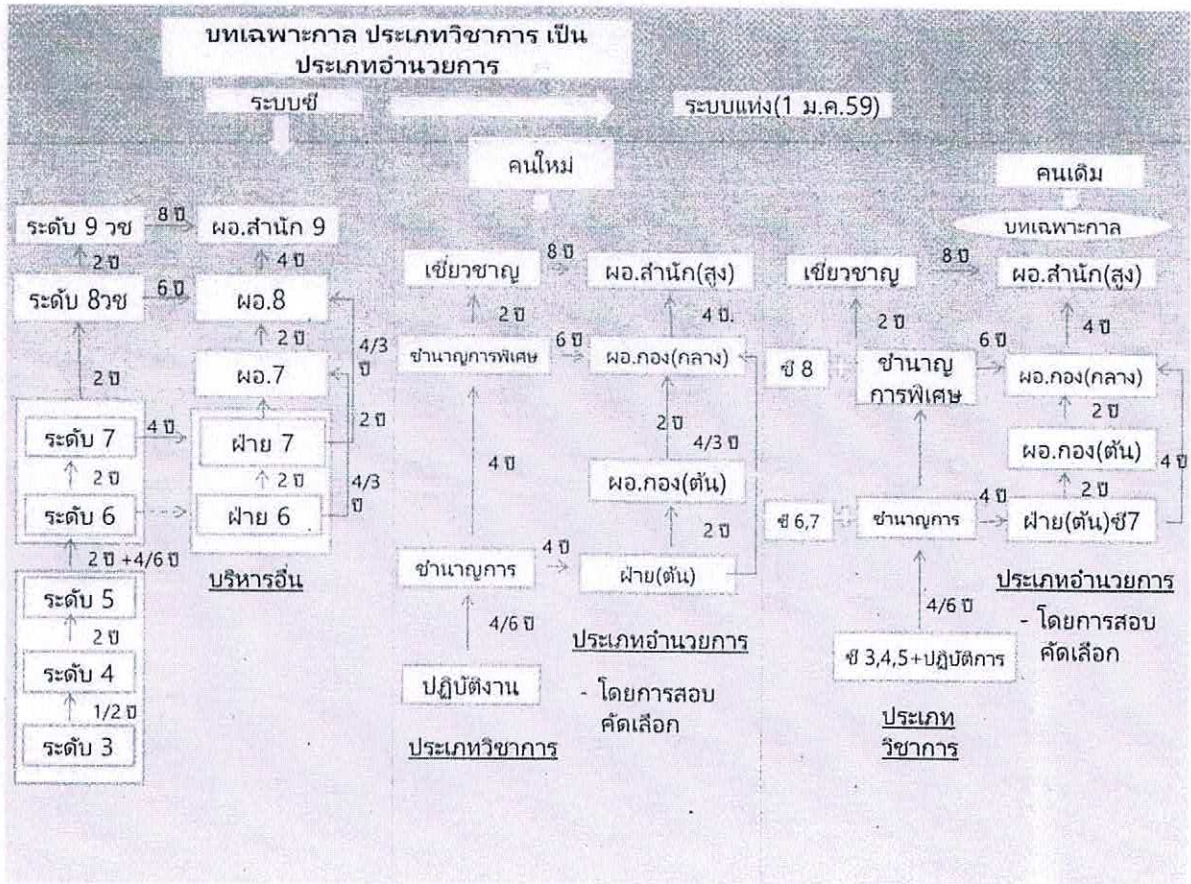 บทเฉพาะกาล ประเภทวิชาการ เป็น
ประเภทอำนวยการ
ระบบซี
ระบบแท่ง(1 ม.ค.59)
คนใหม่
คนเดิม
บทเฉพาะกาล
ระดับ 9 วช
8 ปี
ผอ.สำนัก 9
2 ปี
4 ปี
ระดับ 8วช
6 ปี
ผอ.8
2 ปี
4/3
ปี
ผอ.7
2 ปี
2 ปี
ระดับ 7
4 ปี
ฝ่าย 7
2 ปี
2 ปี
4/3
ปี
ระดับ 6
ฝ่าย 6
2 ปี +4/6 ปี
บริหารอื่น
ระดับ 5
2 ปี
ระดับ 4
1/2 ปี
ระดับ 3
เชี่ยวชาญ
8 ปี
ผอ.สำนัก(สูง)
2 ปี
4 ปี.
ชำนาญการพิเศษ
6 ปี
ผอ.กอง(กลาง)
2 ปี
4 ปี
4/3 ปี
ผอ.กอง(ต้น)
2 ปี
ชำนาญการ
4 ปี
ฝ่าย(ต้น)
4/6 ปี
ปฏิบัติงาน
ประเภทวิชาการ
ประเภทอำนวยการ
- โดยการสอบ
คัดเลือก
เชี่ยวชาญ
8 ปี
ผอ.สำนัก(สูง)
2 ปี
4 ปี
ซี 8
ชำนาญ
การพิเศษ
6 ปี
ผอ.กอง(กลาง)
2 ปี
ผอ.กอง(ต้น)
4 ปี
2 ปี
ซี 6,7
ชำนาญการ
4 ปี
ฝ่าย(ต้น)ซี7
4/6 ปี
ซี 3,4,5+ปฏิบัติการ
ประเภท
วิชาการ
ประเภทอำนวยการ
- โดยการสอบ
คัดเลือก